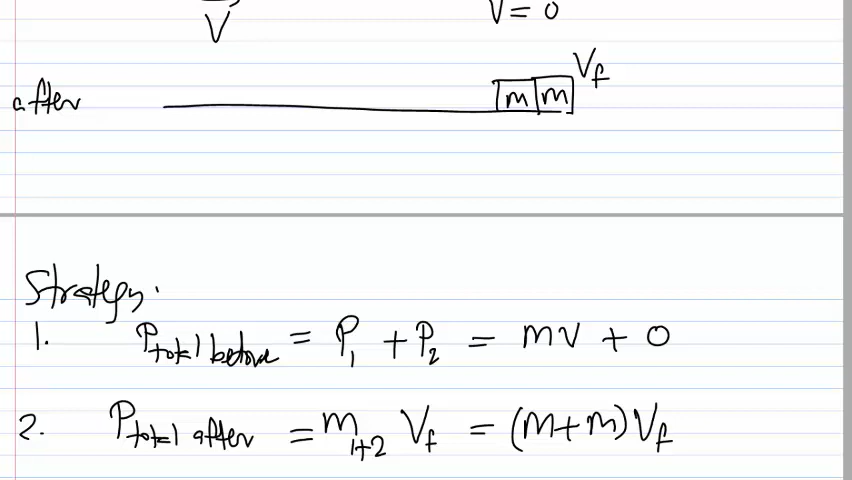 V V = 0
Vf
after m m
Strategy.
1. Ptotal before = P1 + P2 = mv + 0
2. Ptotal after = m1+2 Vf = (m+m) Vf